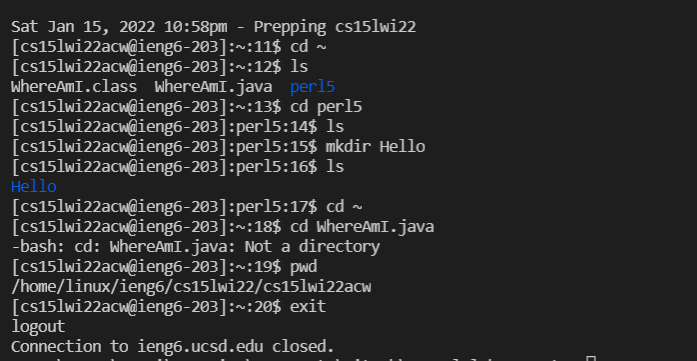 Sat Jan 15, 2022 10:58pm - Prepping cs15lwi22
[cs15lwi22acw@ieng6-203]:~:11$ cd ~
[cs15lwi22acw@ieng6-203]:~:12$ ls
WhereAmI.class  WhereAmI.java  perl5
[cs15lwi22acw@ieng6-203]:~:13$ cd perl5
[cs15lwi22acw@ieng6-203]:perl5:14$ ls
[cs15lwi22acw@ieng6-203]:perl5:15$ mkdir Hello
[cs15lwi22acw@ieng6-203]:perl5:16$ ls
Hello
[cs15lwi22acw@ieng6-203]:perl5:17$ cd ~
[cs15lwi22acw@ieng6-203]:~:18$ cd WhereAmI.java
-bash: cd: WhereAmI.java: Not a directory
[cs15lwi22acw@ieng6-203]:~:19$ pwd
/home/linux/ieng6/cs15lwi22/cs15lwi22acw
[cs15lwi22acw@ieng6-203]:~:20$ exit
logout
Connection to ieng6.ucsd.edu closed.